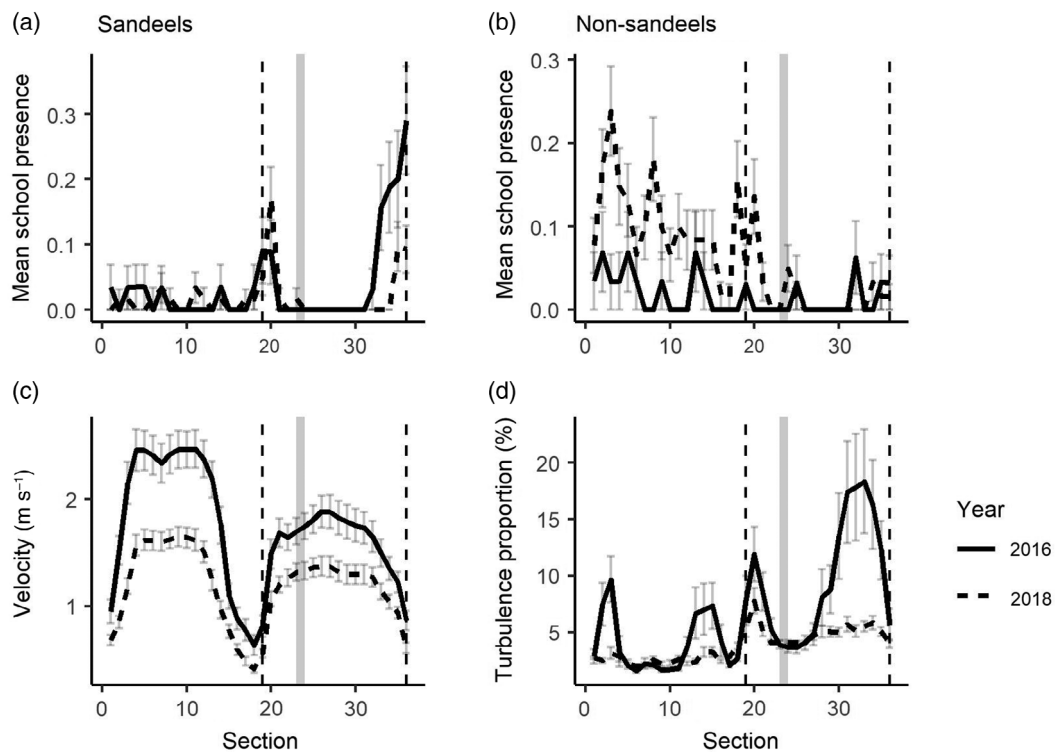 (a) Sandeels
Mean school presence
0.3
0.2
0.1
0.0
0 10 20 30
(b) Non-sandeels
Mean school presence
0.3
0.2
0.1
0.0
0 10 20 30
(c)
Velocity (m s⁻¹)
2
1
0 10 20 30
Section
(d)
Turbulence proportion (%)
20
15
10
5
0 10 20 30
Section
Year
2016
2018